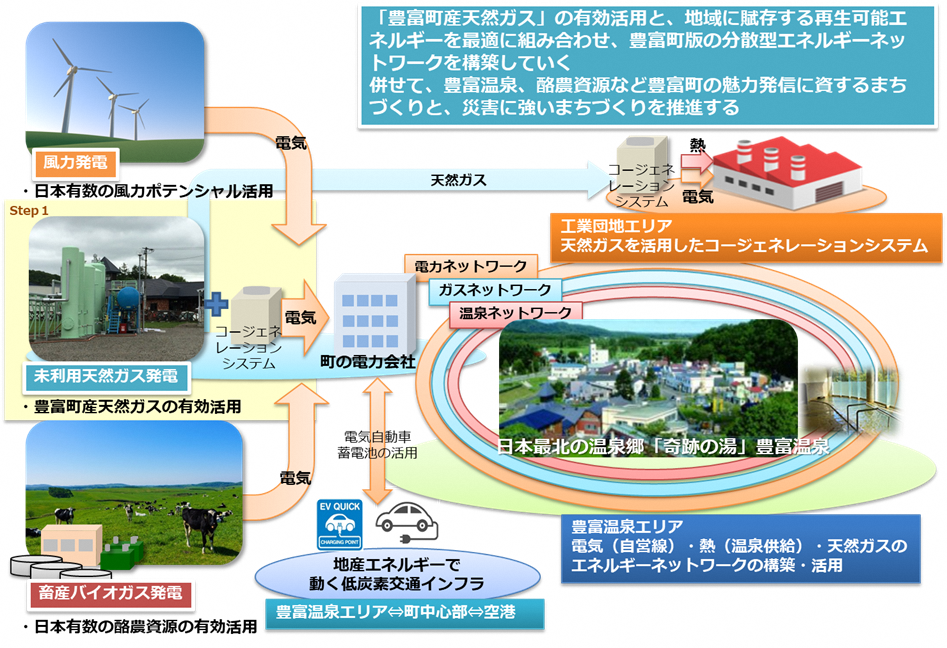 「豊富町産天然ガス」の有効活用と、地域に賦存する再生可能エ
ネルギーを最適に組み合わせ、豊富町版の分散型エネルギーネッ
トワークを構築していく
併せて、豊富温泉、酪農資源など豊富町の魅力発信に資するまち
づくりと、災害に強いまちづくりを推進する
電気
風力発電
・日本有数の風力ポテンシャル活用
天然ガス
コージェネ
レーション
システム
熱
電気
工業団地エリア
天然ガスを活用したコージェネレーションシステム
Step 1
コージェネ
レーション
システム
電気
町の電力会社
未利用天然ガス発電
・豊富町産天然ガスの有効活用
電力ネットワーク
ガスネットワーク
温泉ネットワーク
日本最北の温泉郷「奇跡の湯」豊富温泉
電気自動車
蓄電池の活用
電気
EV QUICK
CHARGING POINT
豊富温泉エリア
電気（自営線）・熱（温泉供給）・天然ガスの
エネルギーネットワークの構築・活用
地産エネルギーで
動く低炭素交通インフラ
豊富温泉エリア⇔町中心部⇔空港
畜産バイオガス発電
・日本有数の酪農資源の有効活用